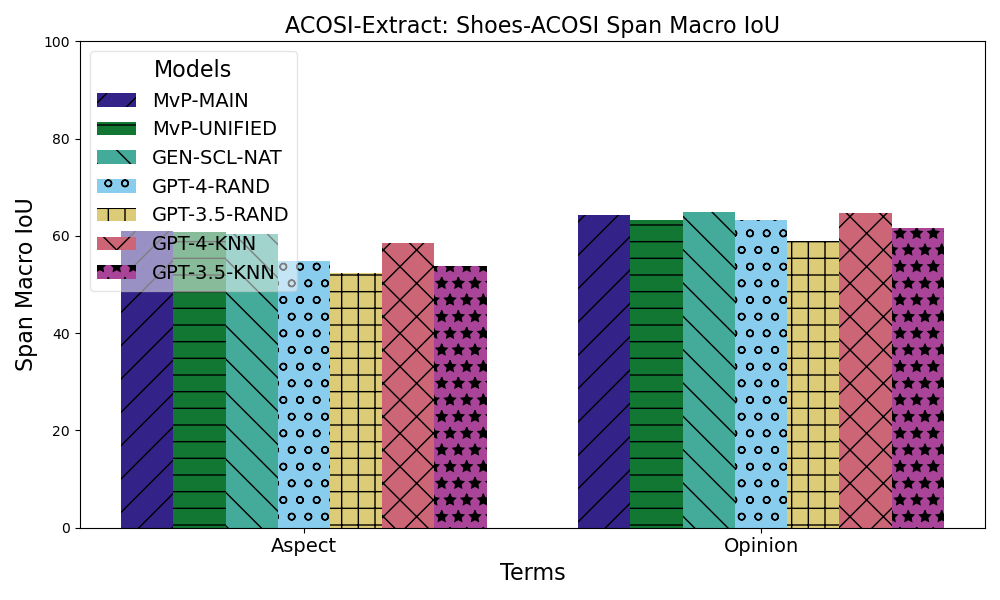 ACOSI-Extract: Shoes-ACOSI Span Macro IoU
Span Macro IoU
100
80
60
40
20
0
Models
MvP-MAIN
MvP-UNIFIED
GEN-SCL-NAT
GPT-4-RAND
GPT-3.5-RAND
GPT-4-KNN
GPT-3.5-KNN
Aspect
Opinion
Terms